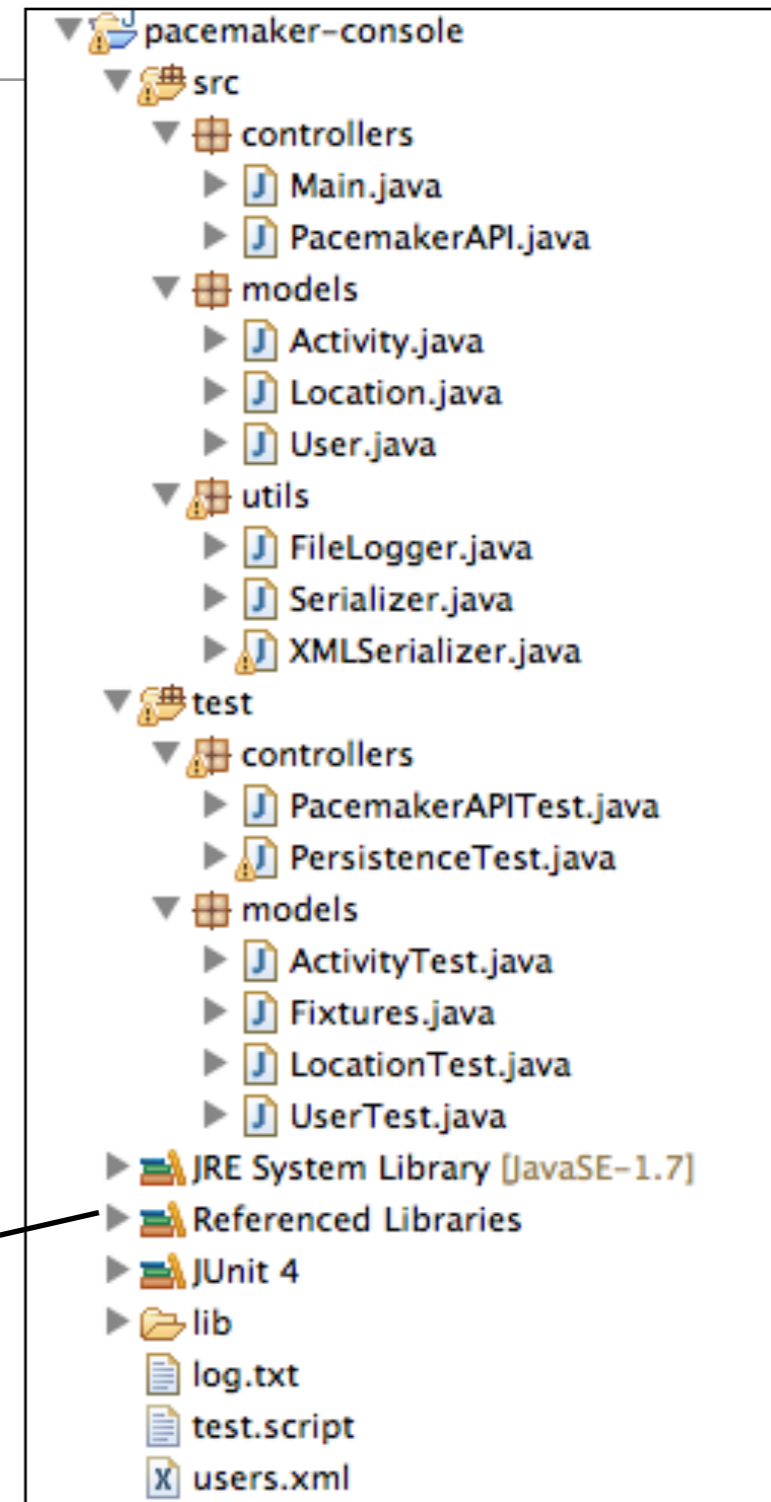 pacemaker-console
src
controllers
Main.java
PacemakerAPI.java
models
Activity.java
Location.java
User.java
utils
FileLogger.java
Serializer.java
XMLSerializer.java
test
controllers
PacemakerAPITest.java
PersistenceTest.java
models
ActivityTest.java
Fixtures.java
LocationTest.java
UserTest.java
JRE System Library [JavaSE-1.7]
Referenced Libraries
JUnit 4
lib
log.txt
test.script
users.xml